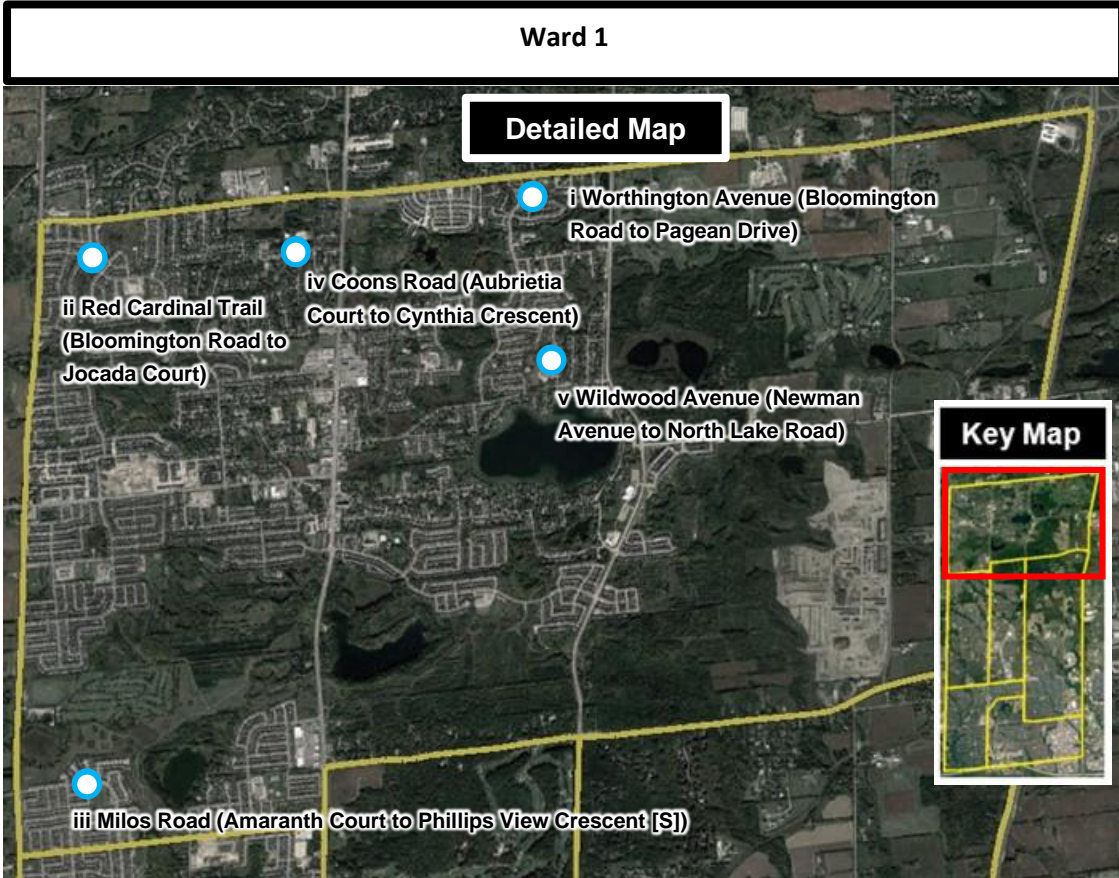 Ward 1
Detailed Map
i Worthington Avenue (Bloomington
Road to Pagean Drive)
iv Coons Road (Aubrietia
Court to Cynthia Crescent)
ii Red Cardinal Trail
(Bloomington Road to
Jocada Court)
v Wildwood Avenue (Newman
Avenue to North Lake Road)
Key Map
iii Milos Road (Amaranth Court to Phillips View Crescent [S])